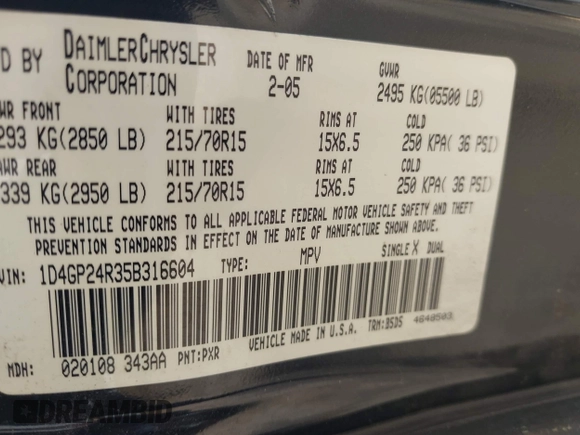 D BY DAIMLERCHRYSLER CORPORATION
DATE OF MFR 2-05
GVWR 2495 KG(05500 LB)
WR FRONT WITH TIRES RIMS AT COLD
293 KG(2850 LB) 215/70R15 15X6.5 250 KPA( 36 PSI)
AWR REAR WITH TIRES RIMS AT COLD
339 KG(2950 LB) 215/70R15 15X6.5 250 KPA( 36 PSI)
THIS VEHICLE CONFORMS TO ALL APPLICABLE FEDERAL MOTOR VEHICLE SAFETY AND THEFT
PREVENTION STANDARDS IN EFFECT ON THE DATE OF MANUFACTURE SHOWN ABOVE.
VIN: 1D4GP24R35B316604 TYPE: MPV SINGLE X DUAL
VEHICLE MADE IN U.S.A. TRM:B5D5 4640503
MDH: 020108 343AA PNT:PXR
DREAMBID